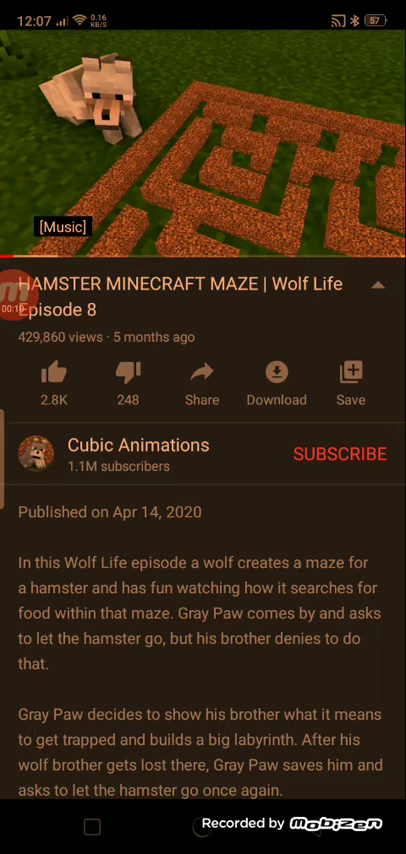 12:07 0.16 KB/S 57
[Music]
HAMSTER MINECRAFT MAZE | Wolf Life
Episode 8
00:10
429,860 views · 5 months ago
2.8K 248 Share Download Save
Cubic Animations
1.1M subscribers
SUBSCRIBE
Published on Apr 14, 2020
In this Wolf Life episode a wolf creates a maze for
a hamster and has fun watching how it searches for
food within that maze. Gray Paw comes by and asks
to let the hamster go, but his brother denies to do
that.
Gray Paw decides to show his brother what it means
to get trapped and builds a big labyrinth. After his
wolf brother gets lost there, Gray Paw saves him and
asks to let the hamster go once again.
Recorded by Mobizen